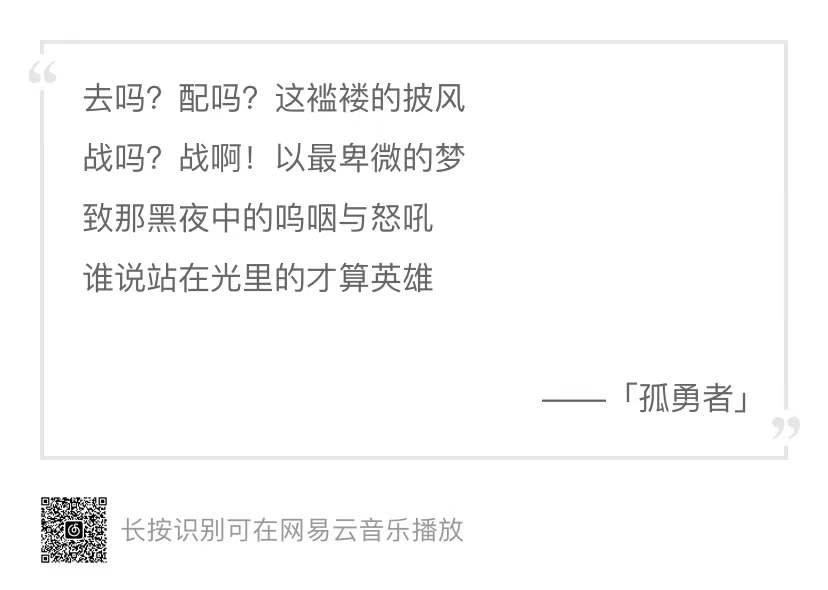 “
去吗？配吗？这褴褛的披风
战吗？战啊！以最卑微的梦
致那黑夜中的呜咽与怒吼
谁说站在光里的才算英雄
——「孤勇者」
”
长按识别可在网易云音乐播放